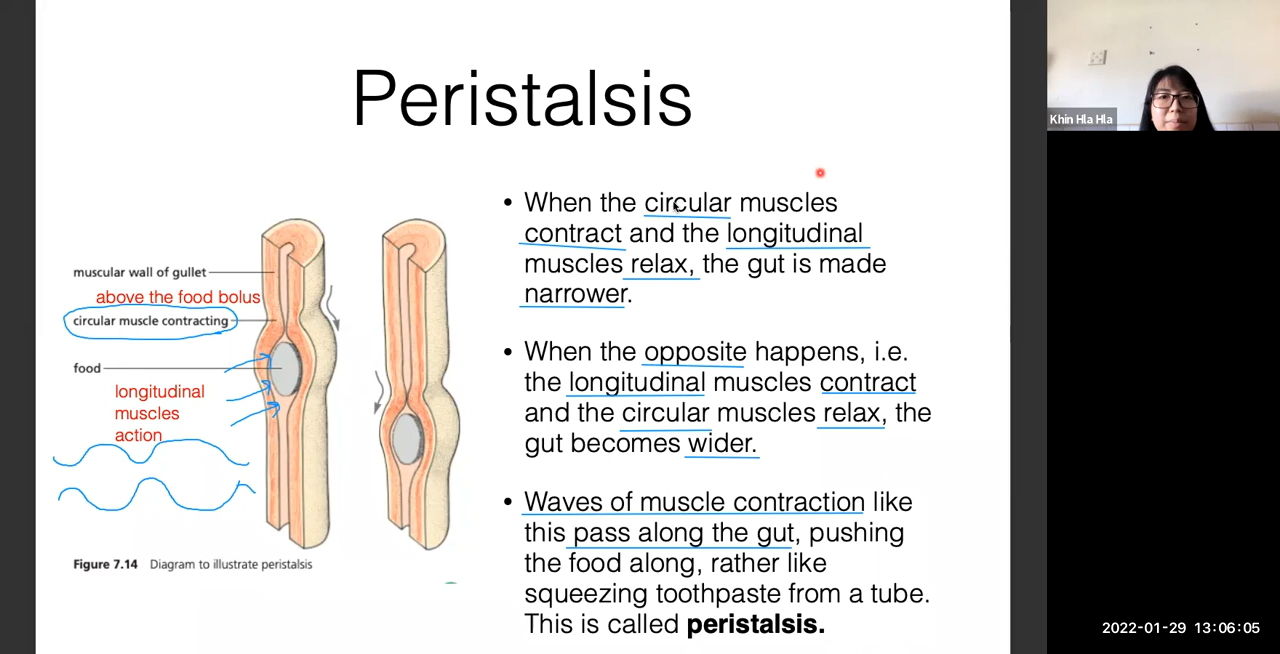 Peristalsis
Khin Hla Hla
muscular wall of gullet
above the food bolus
circular muscle contracting
food
longitudinal
muscles
action
Figure 7.14 Diagram to illustrate peristalsis
• When the circular muscles
contract and the longitudinal
muscles relax, the gut is made
narrower.
• When the opposite happens, i.e.
the longitudinal muscles contract
and the circular muscles relax, the
gut becomes wider.
• Waves of muscle contraction like
this pass along the gut, pushing
the food along, rather like
squeezing toothpaste from a tube.
This is called peristalsis.
2022-01-29 13:06:05